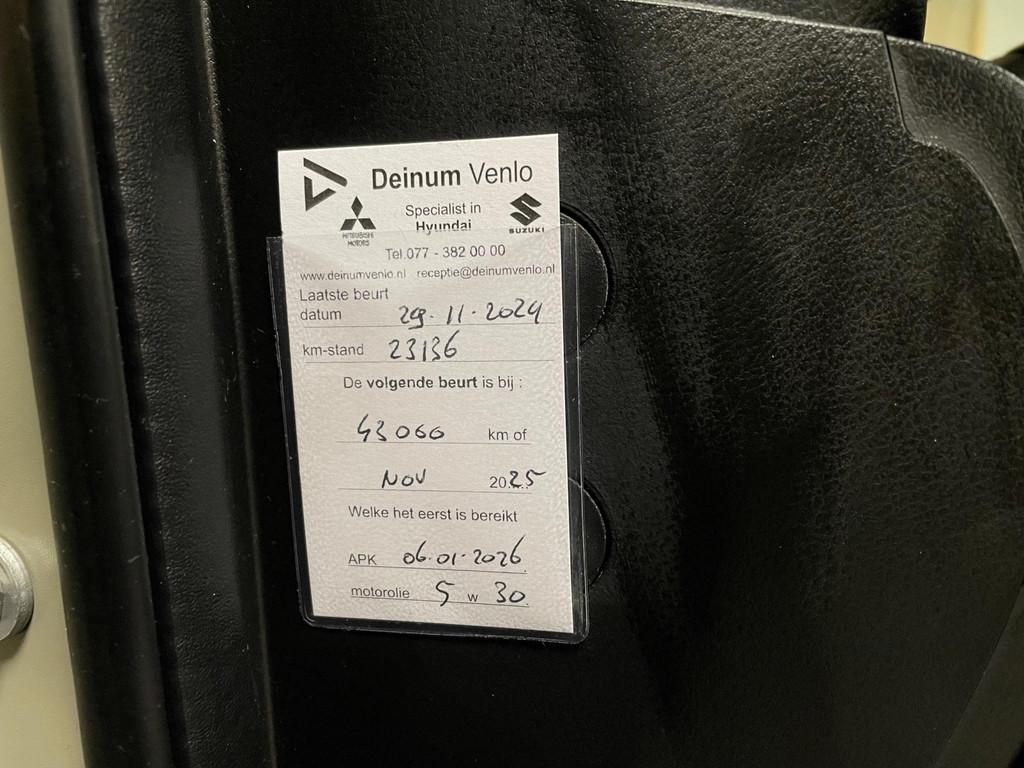 Deinum Venlo
Specialist in
Hyundai
MITSUBISHI
MOTORS
SUZUKI
Tel.077 - 382 00 00
www.deinumvenlo.nl receptie@deinumvenlo.nl
Laatste beurt
datum 29-11-2024
km-stand 23136
De volgende beurt is bij :
43000 km of
NOV 2025
Welke het eerst is bereikt
APK 06-01-2026
motorolie 5 w 30